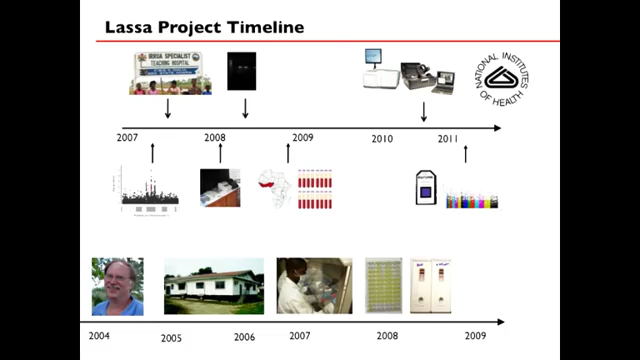 Lassa Project Timeline
IRRUA SPECIALIST
TEACHING HOSPITAL
NATIONAL INSTITUTES
OF HEALTH
2007 2008 2009 2010 2011
2004 2005 2006 2007 2008 2009